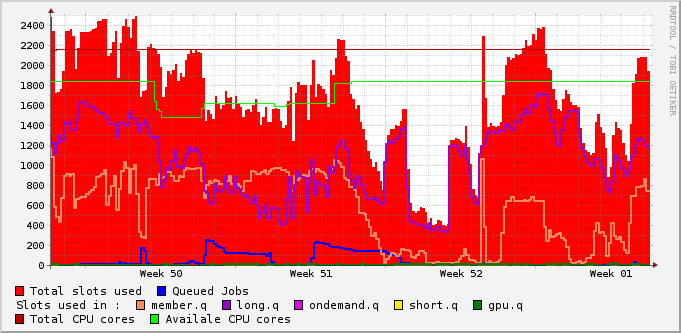 RRDTOOL / TOBI OETIKER
2400
2200
2000
1800
1600
1400
1200
1000
800
600
400
200
0
Week 50 Week 51 Week 52 Week 01
Total slots used Queued Jobs
Slots used in : member.q long.q ondemand.q short.q gpu.q
Total CPU cores Availale CPU cores